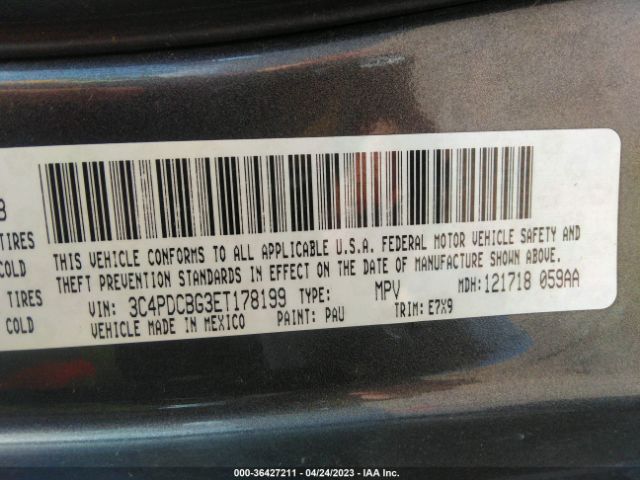 8
TIRES
COLD
TIRES
COLD
THIS VEHICLE CONFORMS TO ALL APPLICABLE U.S.A. FEDERAL MOTOR VEHICLE SAFETY AND
THEFT PREVENTION STANDARDS IN EFFECT ON THE DATE OF MANUFACTURE SHOWN ABOVE.
VIN: 3C4PDCBG3ET178199 TYPE: MPV MDH: 121718 059AA
VEHICLE MADE IN MEXICO PAINT: PAU TRIM: E7X9
000-36427211 - 04/24/2023 - IAA Inc.